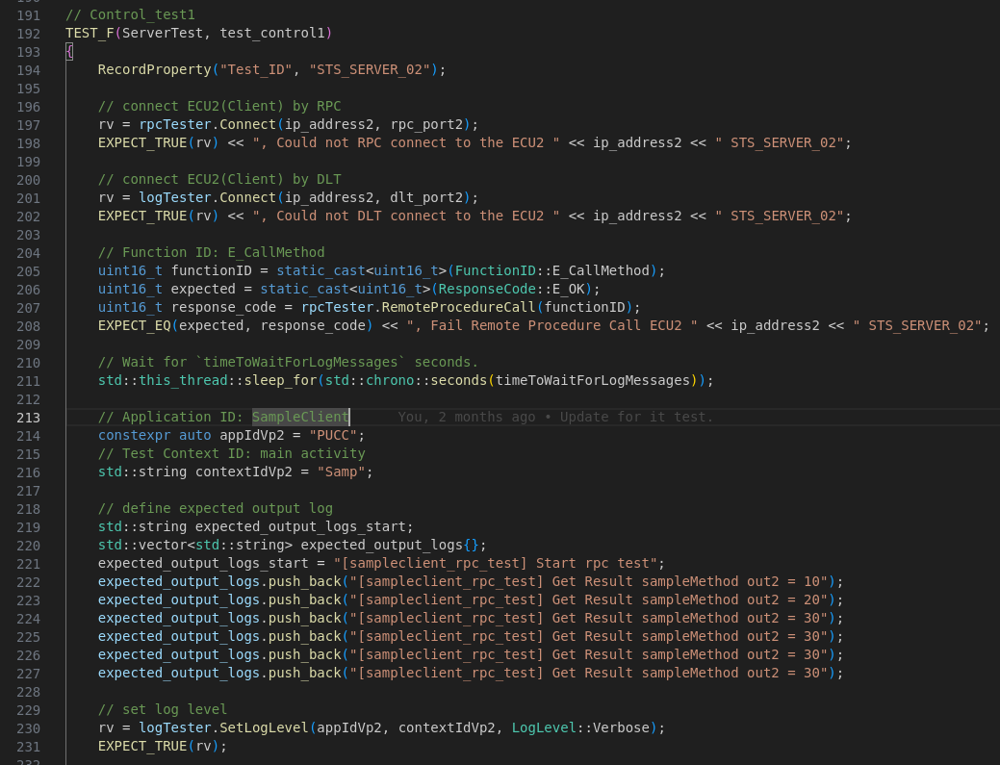 191 // Control_test1
192 TEST_F(ServerTest, test_control1)
193 {
194     RecordProperty("Test_ID", "STS_SERVER_02");
195
196     // connect ECU2(Client) by RPC
197     rv = rpcTester.Connect(ip_address2, rpc_port2);
198     EXPECT_TRUE(rv) << ", Could not RPC connect to the ECU2 " << ip_address2 << " STS_SERVER_02";
199
200     // connect ECU2(Client) by DLT
201     rv = logTester.Connect(ip_address2, dlt_port2);
202     EXPECT_TRUE(rv) << ", Could not DLT connect to the ECU2 " << ip_address2 << " STS_SERVER_02";
203
204     // Function ID: E_CallMethod
205     uint16_t functionID = static_cast<uint16_t>(FunctionID::E_CallMethod);
206     uint16_t expected = static_cast<uint16_t>(ResponseCode::E_OK);
207     uint16_t response_code = rpcTester.RemoteProcedureCall(functionID);
208     EXPECT_EQ(expected, response_code) << ", Fail Remote Procedure Call ECU2 " << ip_address2 << " STS_SERVER_02";
209
210     // Wait for `timeToWaitForLogMessages` seconds.
211     std::this_thread::sleep_for(std::chrono::seconds(timeToWaitForLogMessages));
212
213     // Application ID: SampleClient      You, 2 months ago • Update for it test.
214     constexpr auto appIdVp2 = "PUCC";
215     // Test Context ID: main activity
216     std::string contextIdVp2 = "Samp";
217
218     // define expected output log
219     std::string expected_output_logs_start;
220     std::vector<std::string> expected_output_logs{};
221     expected_output_logs_start = "[sampleclient_rpc_test] Start rpc test";
222     expected_output_logs.push_back("[sampleclient_rpc_test] Get Result sampleMethod out2 = 10");
223     expected_output_logs.push_back("[sampleclient_rpc_test] Get Result sampleMethod out2 = 20");
224     expected_output_logs.push_back("[sampleclient_rpc_test] Get Result sampleMethod out2 = 30");
225     expected_output_logs.push_back("[sampleclient_rpc_test] Get Result sampleMethod out2 = 30");
226     expected_output_logs.push_back("[sampleclient_rpc_test] Get Result sampleMethod out2 = 30");
227     expected_output_logs.push_back("[sampleclient_rpc_test] Get Result sampleMethod out2 = 30");
228
229     // set log level
230     rv = logTester.SetLogLevel(appIdVp2, contextIdVp2, LogLevel::Verbose);
231     EXPECT_TRUE(rv);